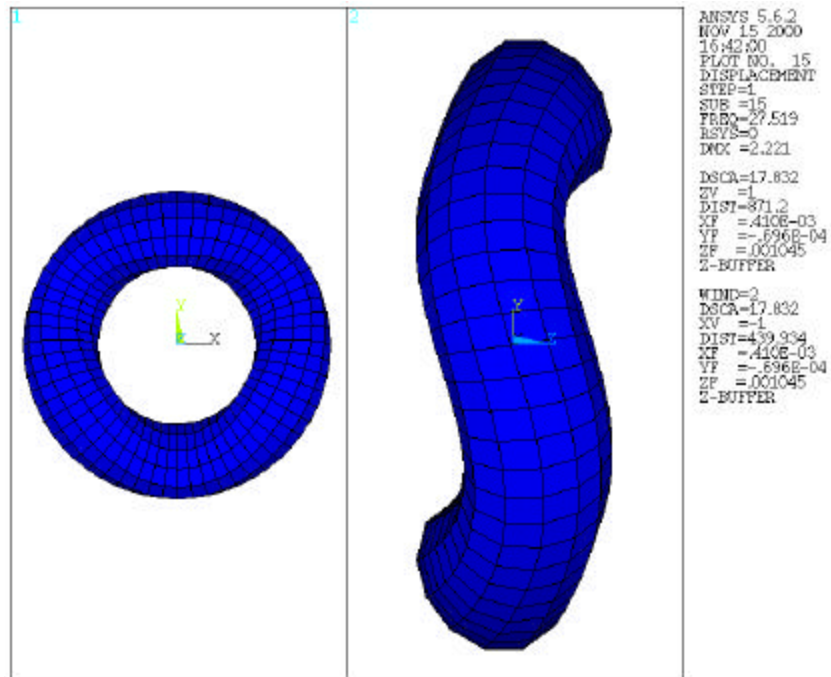 1
Y
X
Z
2
Y
Z
ANSYS 5.6.2
NOV 15 2000
16:42:00
PLOT NO. 15
DISPLACEMENT
STEP=1
SUB =15
FREQ=27.519
RSYS=0
DMX =2.221
DSCA=17.832
ZV =1
DIST=871.2
XF =.410E-03
YF =-.696E-04
ZF =.001045
Z-BUFFER
WIND=2
DSCA=17.832
XV =-1
DIST=439.934
XF =.410E-03
YF =-.696E-04
ZF =.001045
Z-BUFFER